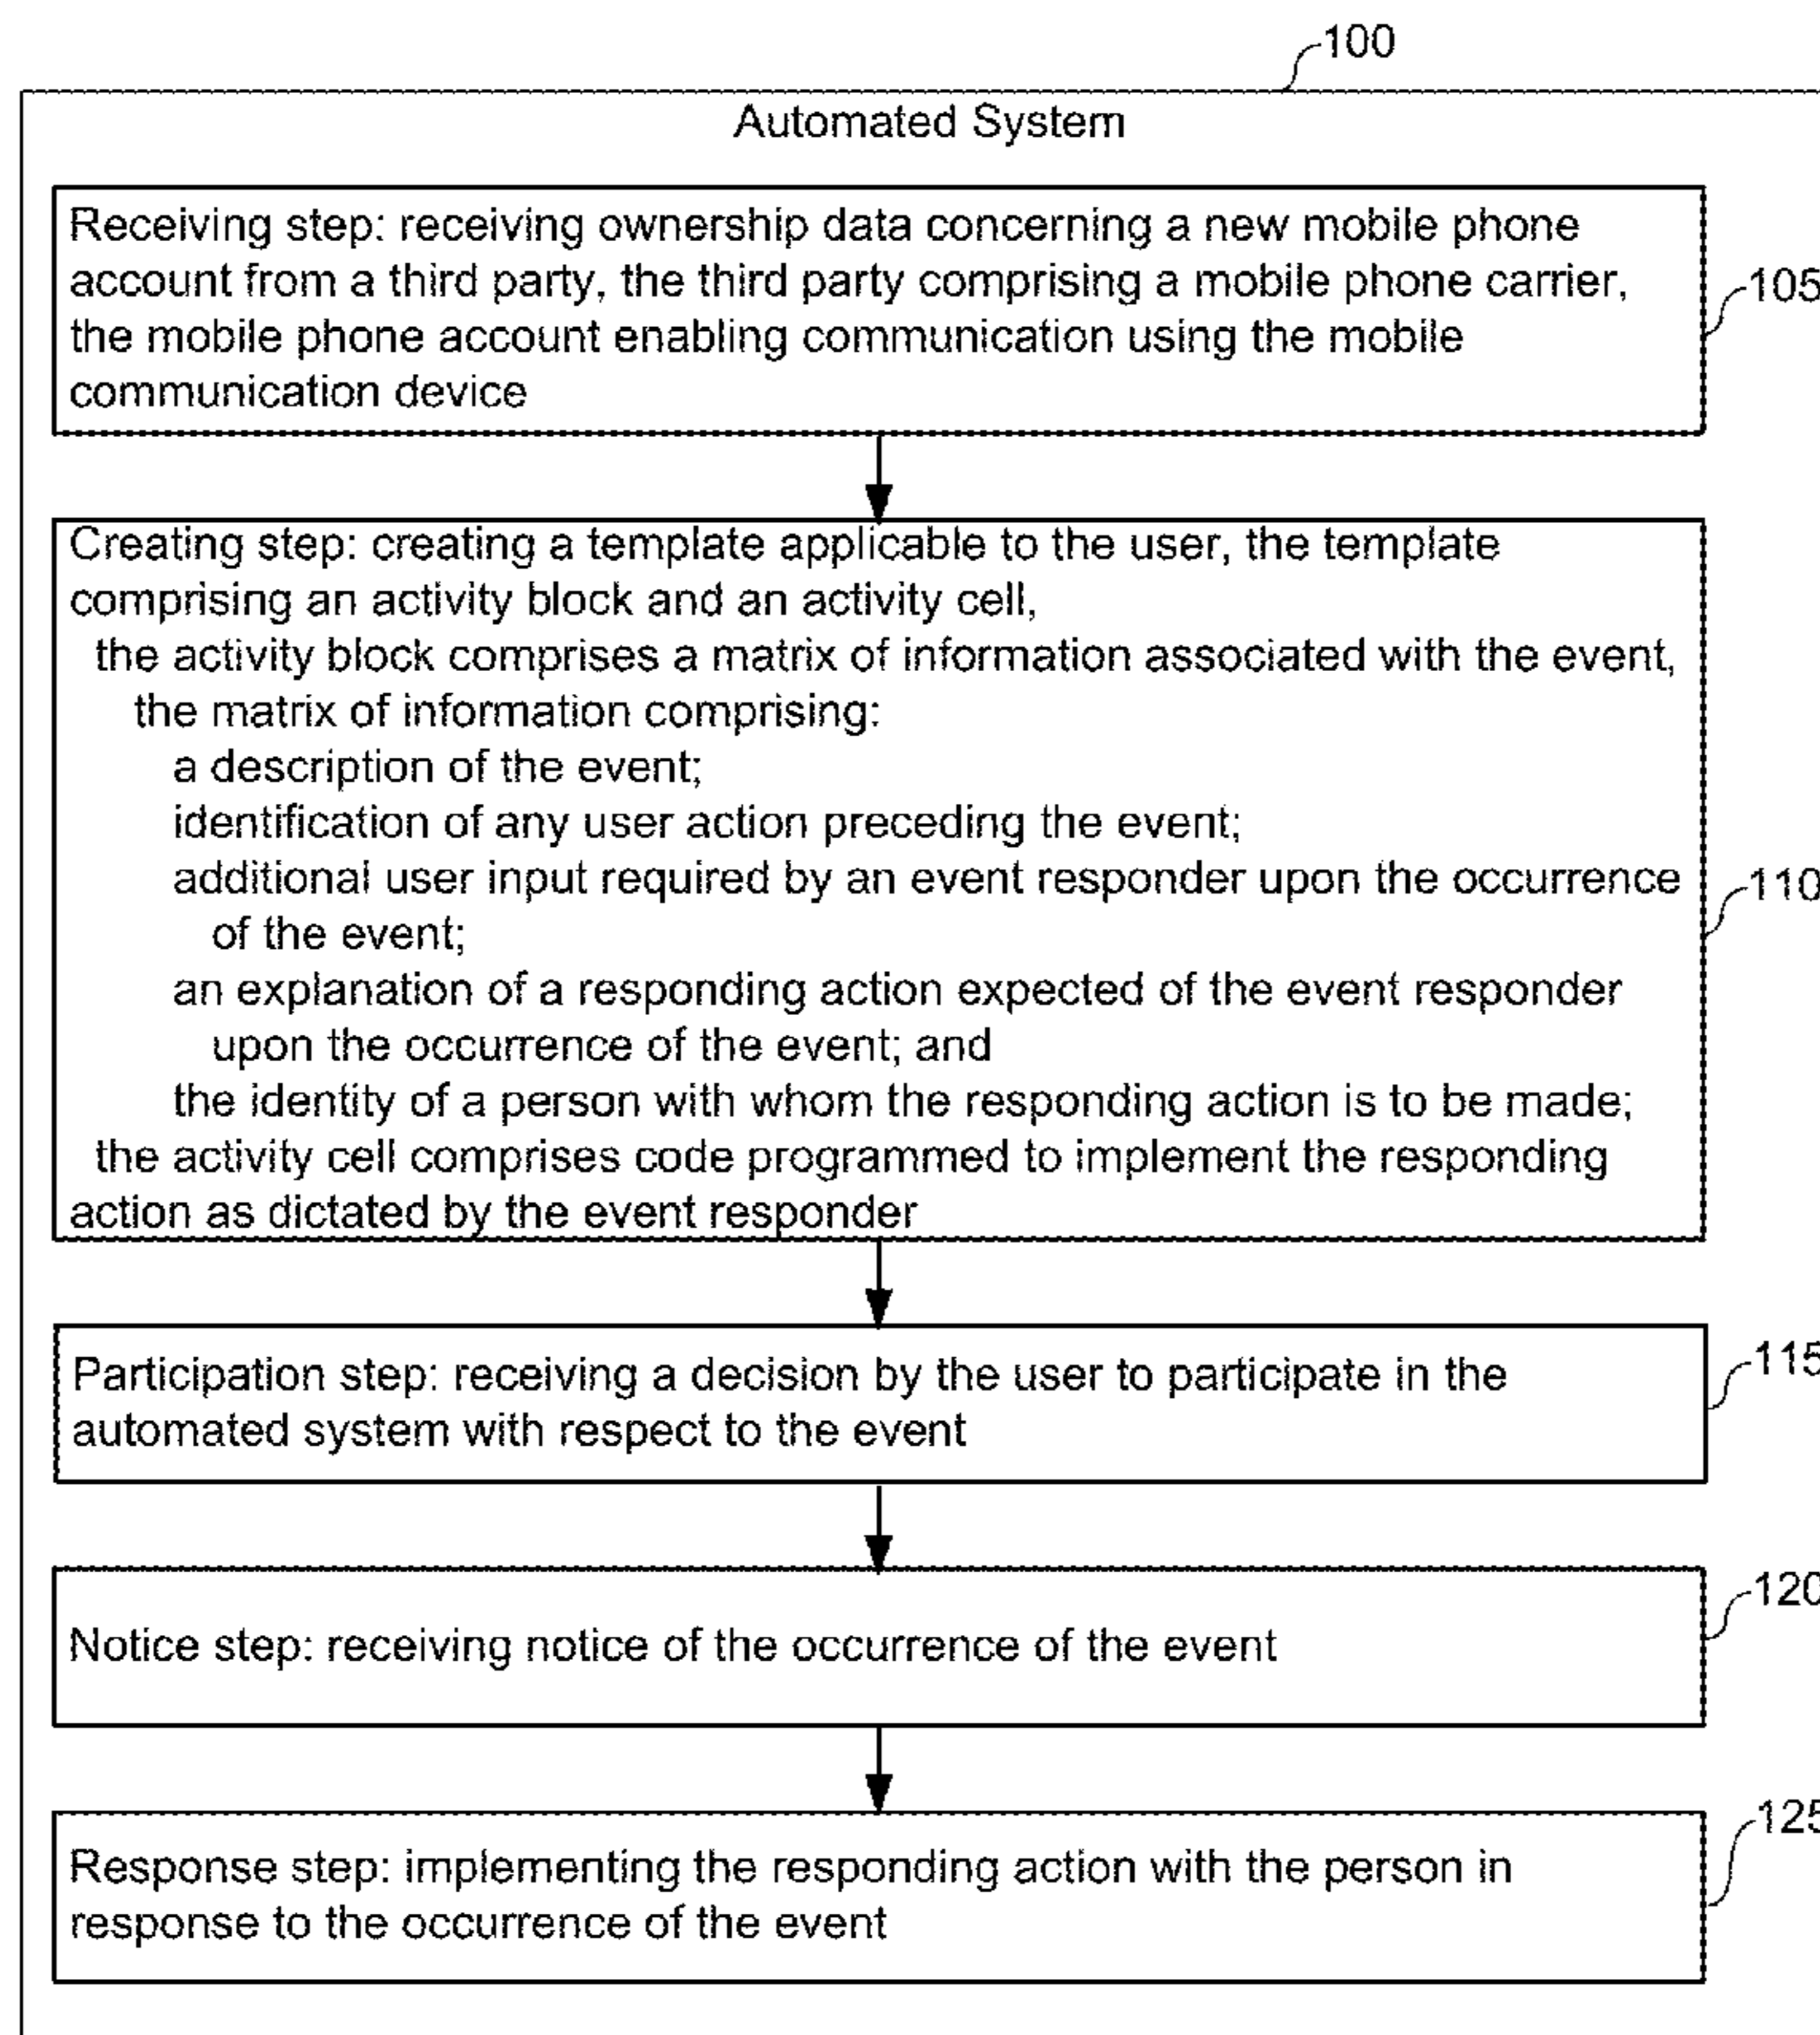 100
Automated System
Receiving step: receiving ownership data concerning a new mobile phone
account from a third party, the third party comprising a mobile phone carrier,
the mobile phone account enabling communication using the mobile
communication device
105
Creating step: creating a template applicable to the user, the template
comprising an activity block and an activity cell,
the activity block comprises a matrix of information associated with the event,
the matrix of information comprising:
a description of the event;
identification of any user action preceding the event;
additional user input required by an event responder upon the occurrence
of the event;
an explanation of a responding action expected of the event responder
upon the occurrence of the event; and
the identity of a person with whom the responding action is to be made;
the activity cell comprises code programmed to implement the responding
action as dictated by the event responder
110
Participation step: receiving a decision by the user to participate in the
automated system with respect to the event
115
Notice step: receiving notice of the occurrence of the event
120
Response step: implementing the responding action with the person in
response to the occurrence of the event
125